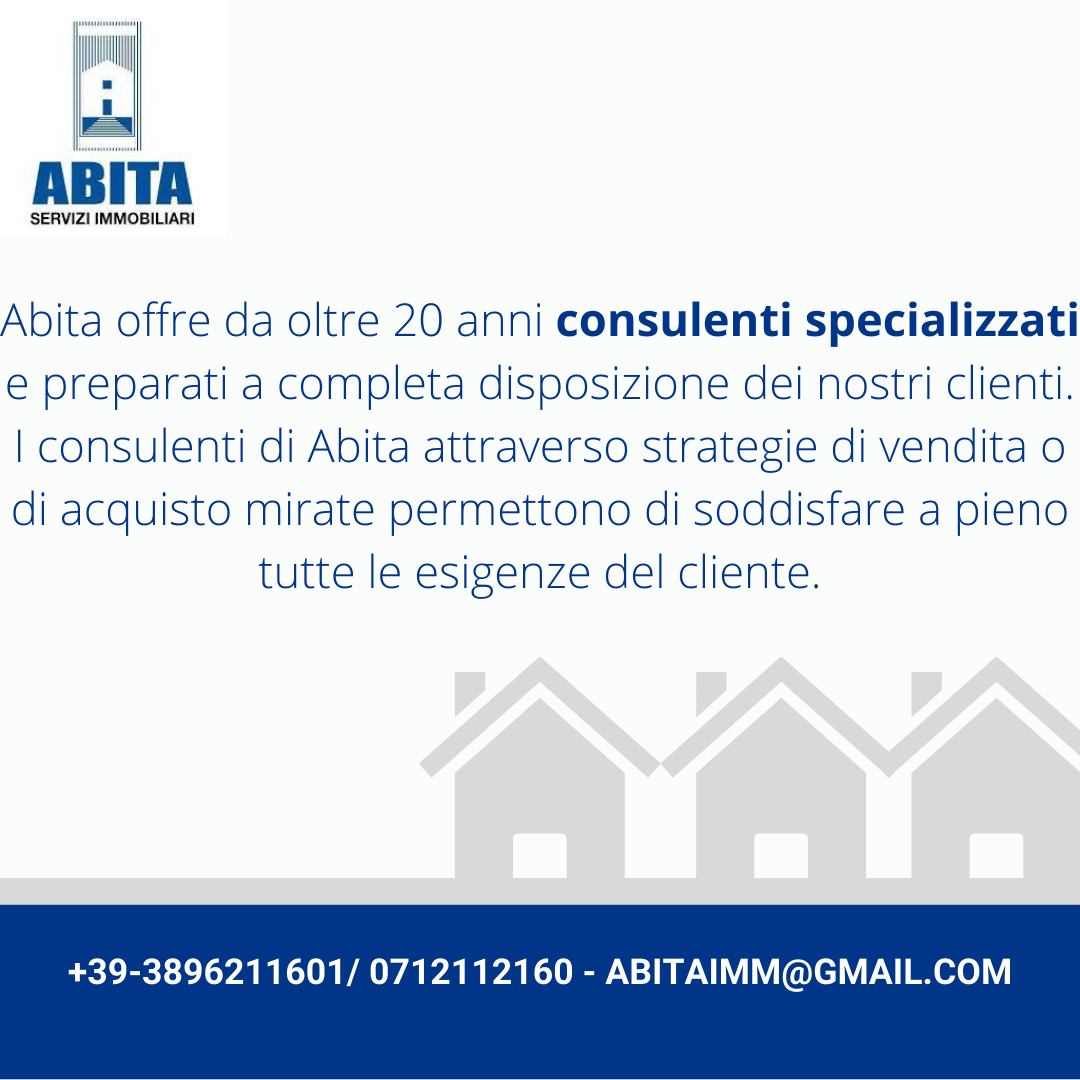 ABITA
SERVIZI IMMOBILIARI
Abita offre da oltre 20 anni consulenti specializzati
e preparati a completa disposizione dei nostri clienti.
I consulenti di Abita attraverso strategie di vendita o
di acquisto mirate permettono di soddisfare a pieno
tutte le esigenze del cliente.
+39-3896211601/ 0712112160 - ABITAIMM@GMAIL.COM